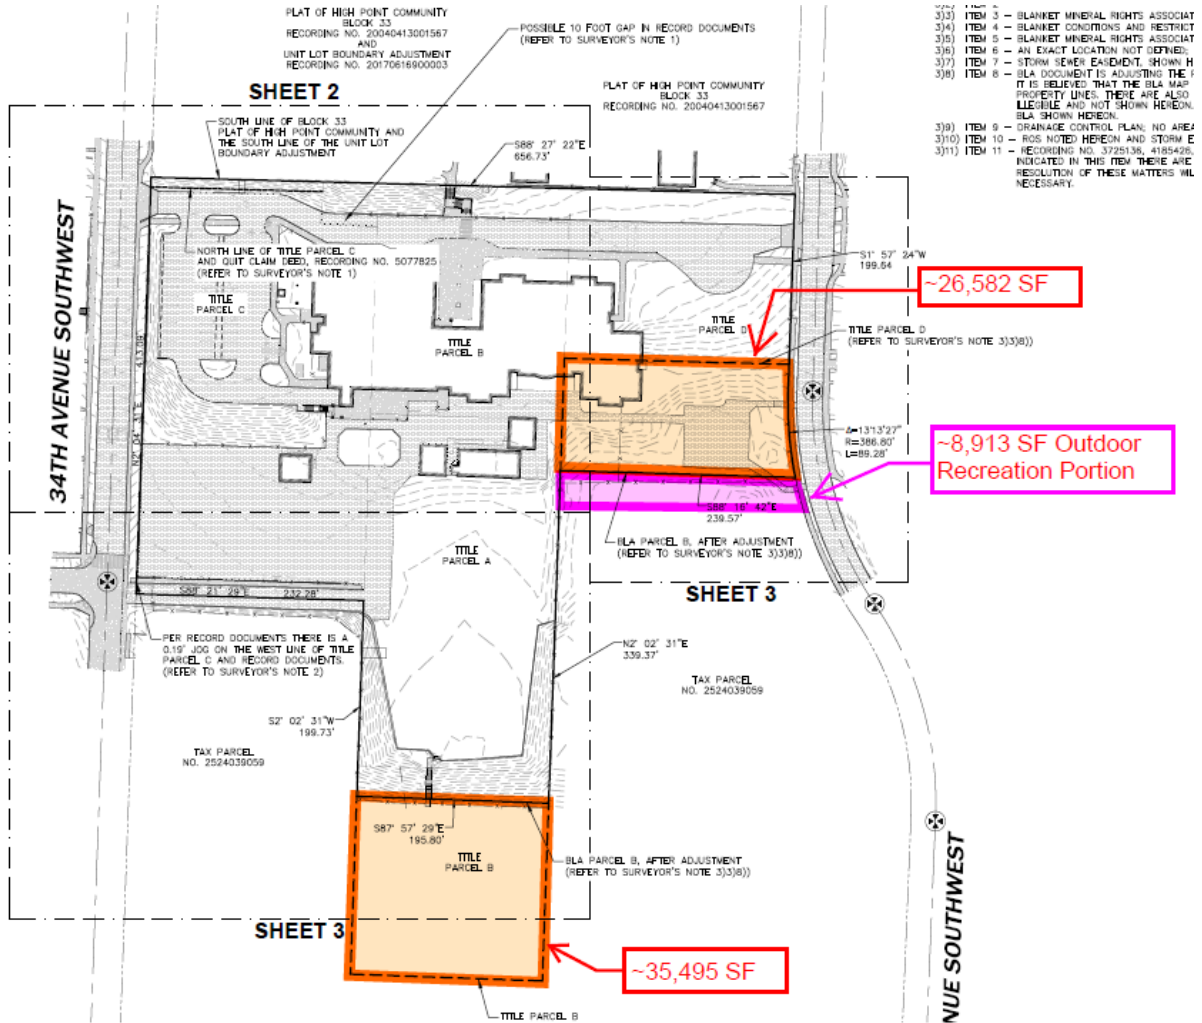 PLAT OF HIGH POINT COMMUNITY
BLOCK 33
RECORDING NO. 20040413001567
AND
UNIT LOT BOUNDARY ADJUSTMENT
RECORDING NO. 20170616900003
POSSIBLE 10 FOOT GAP IN RECORD DOCUMENTS
(REFER TO SURVEYOR'S NOTE 1)
PLAT OF HIGH POINT COMMUNITY
BLOCK 33
RECORDING NO. 20040413001567
3)3) ITEM 3 – BLANKET MINERAL RIGHTS ASSOCIAT
3)4) ITEM 4 – BLANKET CONDITIONS AND RESTRICT
3)5) ITEM 5 – BLANKET MINERAL RIGHTS ASSOCIAT
3)6) ITEM 6 – AN EXACT LOCATION NOT DEFINED;
3)7) ITEM 7 – STORM SEWER EASEMENT, SHOWN H
3)8) ITEM 8 – BLA DOCUMENT IS ADJUSTING THE
IT IS BELIEVED THAT THE BLA MAP
PROPERTY LINES. THERE ARE ALSO
ILLEGIBLE AND NOT SHOWN HEREON.
BLA SHOWN HEREON.
3)9) ITEM 9 – DRAINAGE CONTROL PLAN; NO AREA
3)10) ITEM 10 – ROS NOTED HEREON AND STORM E
3)11) ITEM 11 – RECORDING NO. 3725136, 4185426,
INDICATED IN THIS ITEM THERE ARE
RESOLUTION OF THESE MATTERS WIL
NECESSARY.
SHEET 2
SOUTH LINE OF BLOCK 33
PLAT OF HIGH POINT COMMUNITY AND
THE SOUTH LINE OF THE UNIT LOT
BOUNDARY ADJUSTMENT
S88° 27' 22"E
656.73'
34TH AVENUE SOUTHWEST
NORTH LINE OF TITLE PARCEL C
AND QUIT CLAIM DEED, RECORDING NO. 5077825
(REFER TO SURVEYOR'S NOTE 1)
S1° 57' 24"W
199.64
~26,582 SF
TITLE
PARCEL C
TITLE
PARCEL B
TITLE
PARCEL D
TITLE PARCEL D
(REFER TO SURVEYOR'S NOTE 3)3)8))
N2° 04' 31"E 433.09'
Δ=13°13'27"
R=386.80'
L=89.28'
~8,913 SF Outdoor
Recreation Portion
S88° 16' 42"E
239.57'
BLA PARCEL B, AFTER ADJUSTMENT
(REFER TO SURVEYOR'S NOTE 3)3)8))
TITLE
PARCEL A
SHEET 3
S88° 21' 29"E 232.28'
PER RECORD DOCUMENTS THERE IS A
0.19' JOG ON THE WEST LINE OF TITLE
PARCEL C AND RECORD DOCUMENTS.
(REFER TO SURVEYOR'S NOTE 2)
N2° 02' 31"E
339.37'
TAX PARCEL
NO. 2524039059
S2° 02' 31"W
199.73'
TAX PARCEL
NO. 2524039059
S87° 57' 29"E
195.80'
TITLE
PARCEL B
BLA PARCEL B, AFTER ADJUSTMENT
(REFER TO SURVEYOR'S NOTE 3)3)8))
SHEET 3
~35,495 SF
NUE SOUTHWEST
TITLE PARCEL B